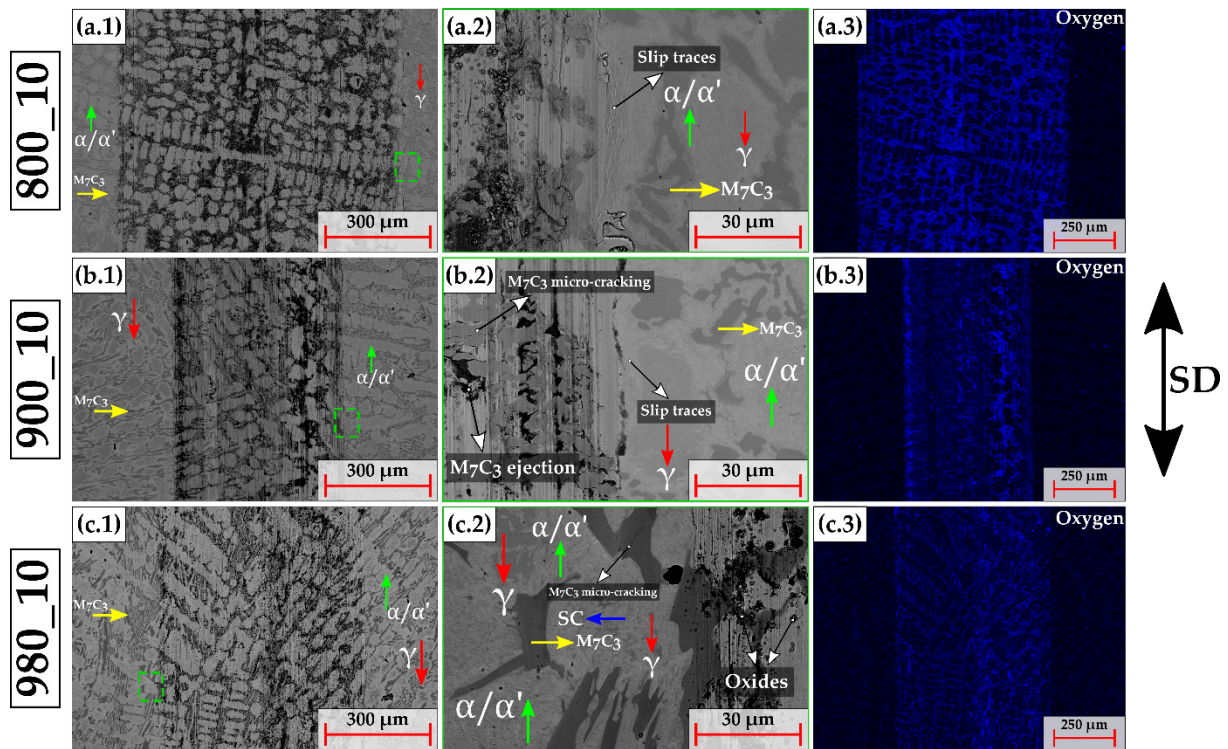 800_10
(a.1)
α/α'
M₇C₃
γ
300 μm
(a.2)
Slip traces
α/α'
γ
M₇C₃
30 μm
(a.3)
Oxygen
250 μm
900_10
(b.1)
γ
M₇C₃
α/α'
300 μm
(b.2)
M₇C₃ micro-cracking
M₇C₃
α/α'
Slip traces
γ
M₇C₃ ejection
30 μm
(b.3)
Oxygen
250 μm
SD
980_10
(c.1)
M₇C₃
α/α'
γ
300 μm
(c.2)
α/α'
γ
M₇C₃ micro-cracking
SC
M₇C₃
γ
Oxides
α/α'
30 μm
(c.3)
Oxygen
250 μm